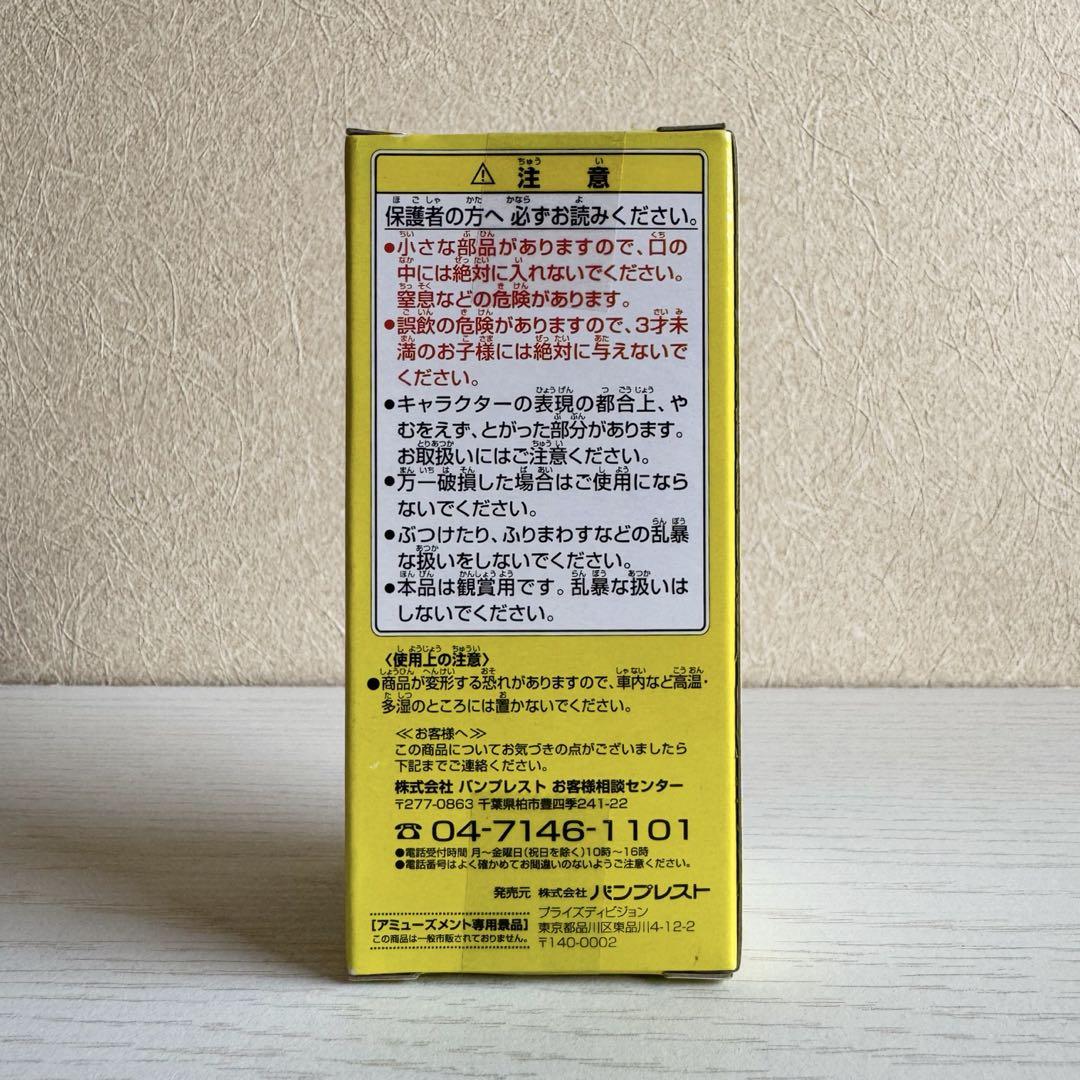 ⚠ 注意
保護者の方へ 必ずお読みください。
●小さな部品がありますので、口の
中には絶対に入れないでください。
窒息などの危険があります。
●誤飲の危険がありますので、3才未
満のお子様には絶対に与えないで
ください。
●キャラクターの表現の都合上、や
むをえず、とがった部分があります。
お取扱いにはご注意ください。
●万一破損した場合はご使用になら
ないでください。
●ぶつけたり、ふりまわすなどの乱暴
な扱いをしないでください。
●本品は観賞用です。乱暴な扱いは
しないでください。
〈使用上の注意〉
●商品が変形する恐れがありますので、車内など高温・
多湿のところには置かないでください。
≪お客様へ≫
この商品についてお気づきの点がございましたら
下記までご連絡ください。
株式会社 バンプレスト お客様相談センター
〒277-0863 千葉県柏市豊四季241-22
☎ 04-7146-1101
●電話受付時間 月〜金曜日(祝日を除く)10時〜16時
●電話番号はよく確かめてお間違いのないようご注意ください。
発売元 株式会社 バンプレスト
プライズディビジョン
東京都品川区東品川4-12-2
〒140-0002
[アミューズメント専用景品]
この商品は一般市販されておりません。